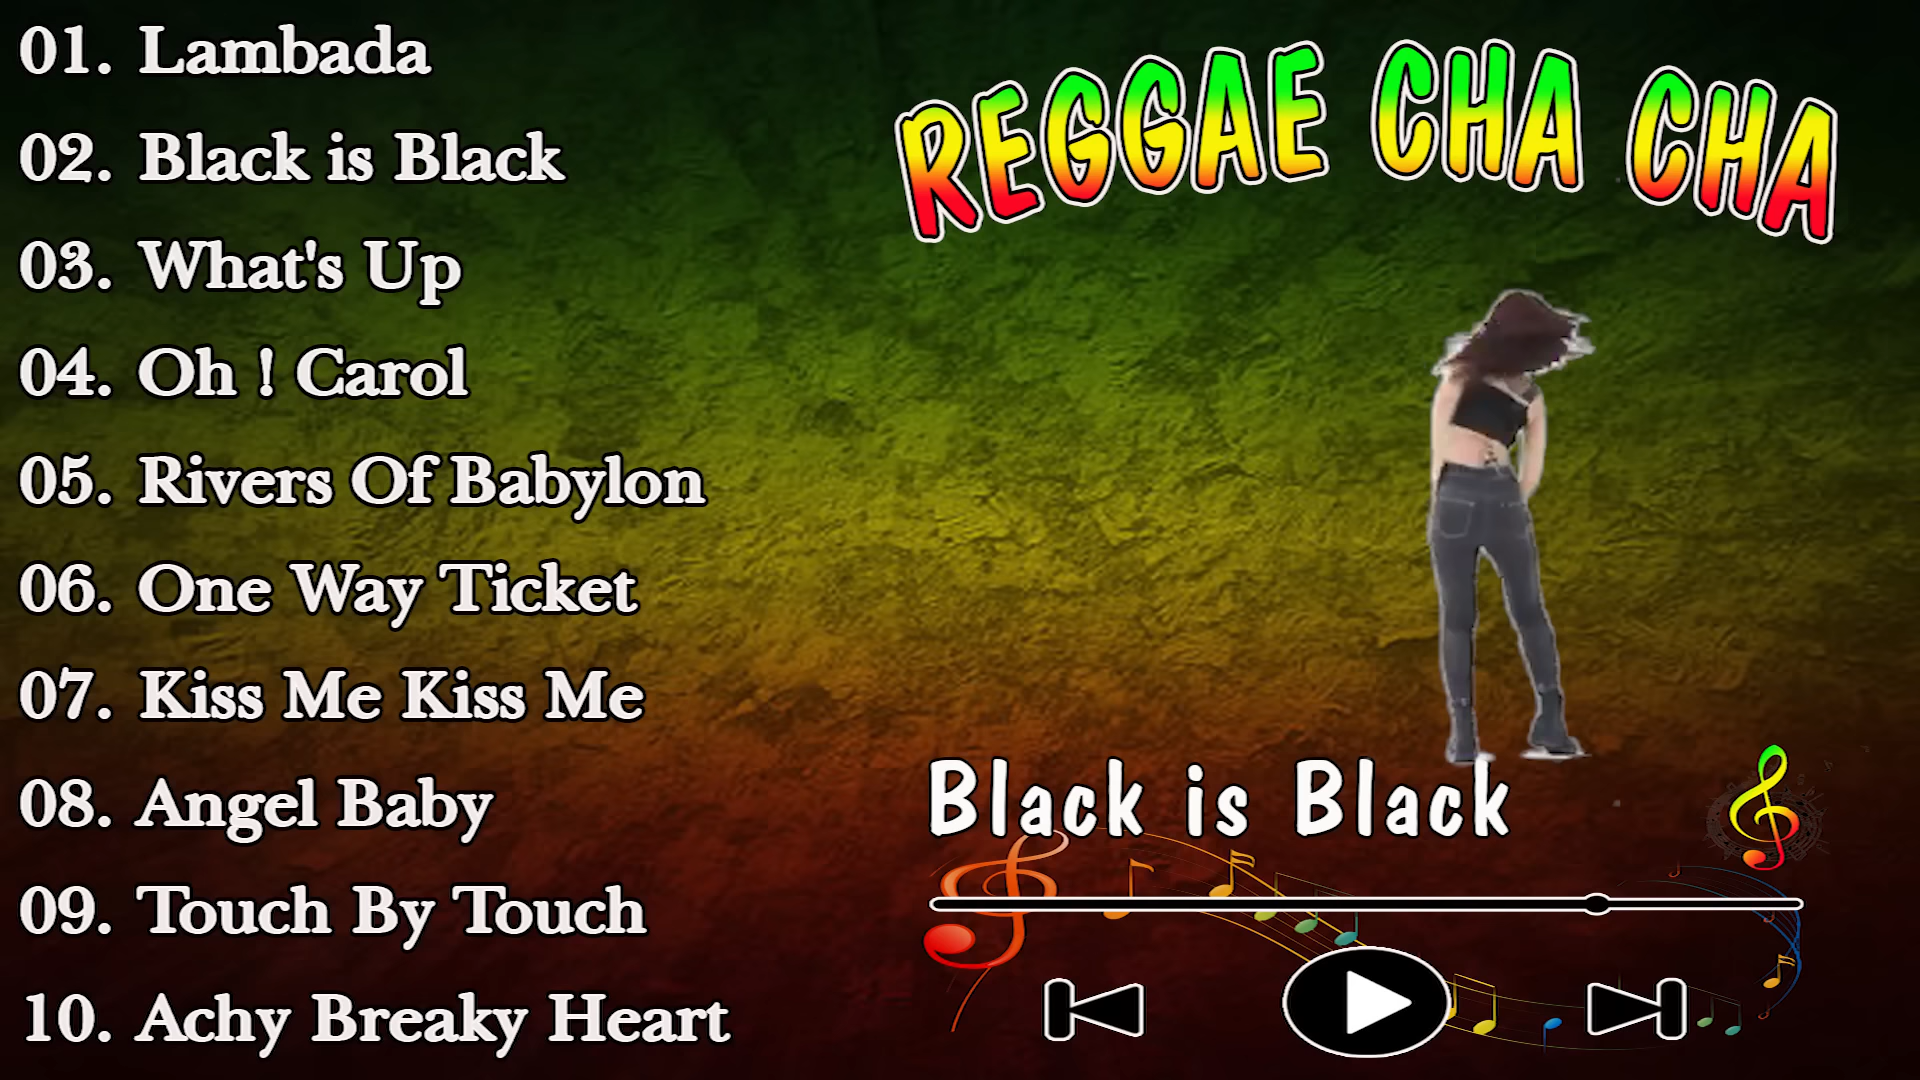 01. Lambada
02. Black is Black
03. What's Up
04. Oh ! Carol
05. Rivers Of Babylon
06. One Way Ticket
07. Kiss Me Kiss Me
08. Angel Baby
09. Touch By Touch
10. Achy Breaky Heart
REGGAE CHA CHA
Black is Black